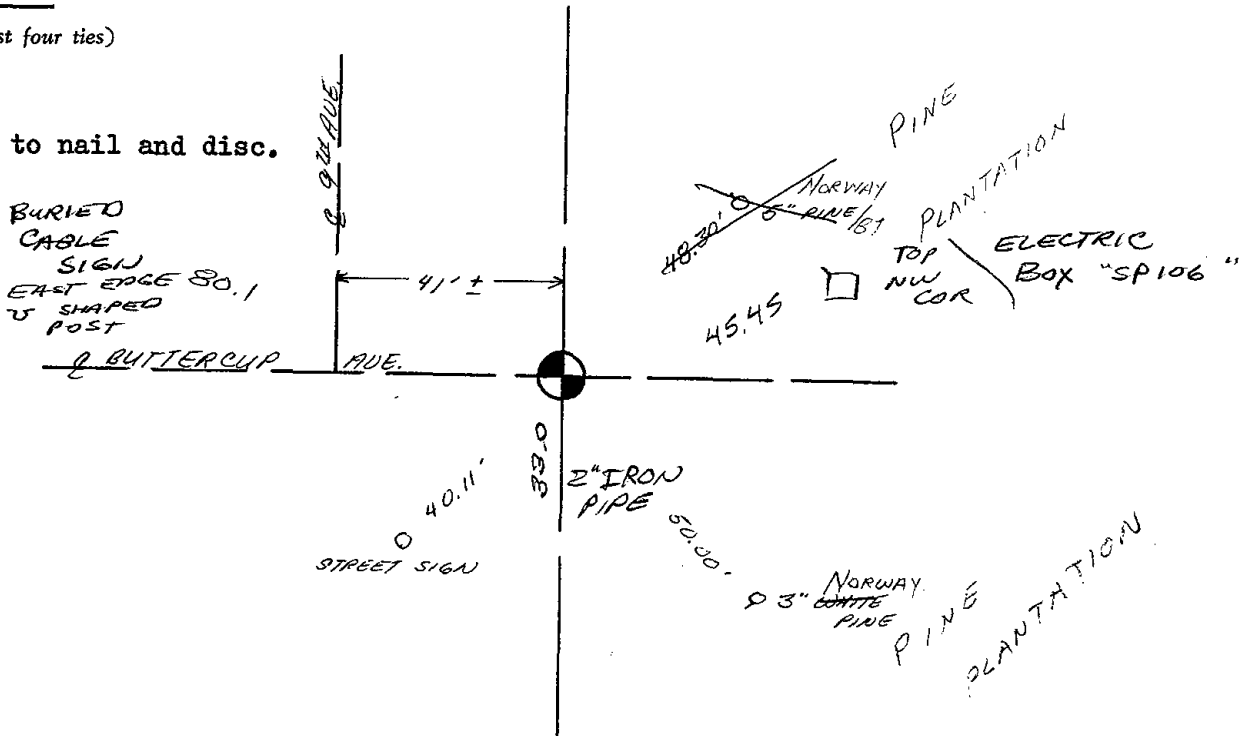 st four ties)
to nail and disc.
℄ 9TH AVE.
BURIED
CABLE
SIGN
EAST EDGE 80.1
U SHAPED
POST
41' ±
℄ BUTTERCUP AVE.
48.30'
NORWAY
5" PINE
PINE
PLANTATION
TOP
NW
COR
ELECTRIC
BOX "SP106"
45.45
33.0
2" IRON
PIPE
40.11'
STREET SIGN
50.00'
3" NORWAY
WHITE
PINE
PINE
PLANTATION